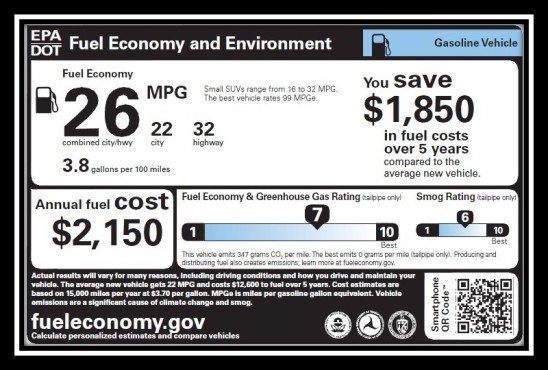 EPA
DOT
Fuel Economy and Environment
Gasoline Vehicle
Fuel Economy
26 MPG
combined city/hwy
22
city
32
highway
3.8 gallons per 100 miles
Small SUVs range from 16 to 32 MPG.
The best vehicle rates 99 MPGe.
You save
$1,850
in fuel costs
over 5 years
compared to the
average new vehicle.
Annual fuel cost
$2,150
Fuel Economy & Greenhouse Gas Rating (tailpipe only)
1
7
10
Best
Smog Rating (tailpipe only)
1
6
10
Best
This vehicle emits 347 grams CO₂ per mile. The best emits 0 grams per mile (tailpipe only). Producing and
distributing fuel also creates emissions; learn more at fueleconomy.gov.
Actual results will vary for many reasons, including driving conditions and how you drive and maintain your
vehicle. The average new vehicle gets 22 MPG and costs $12,600 to fuel over 5 years. Cost estimates are
based on 15,000 miles per year at $3.70 per gallon. MPGe is miles per gasoline gallon equivalent. Vehicle
emissions are a significant cause of climate change and smog.
fueleconomy.gov
Calculate personalized estimates and compare vehicles
Smartphone
QR Code™